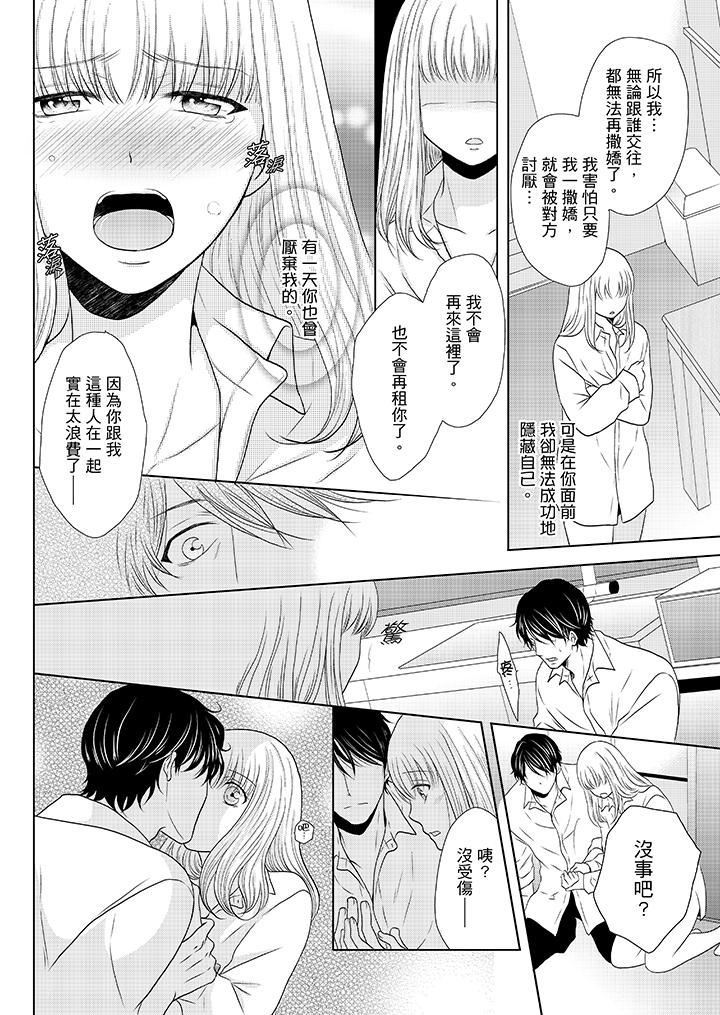 所以我…
無論跟誰交往，
都無法再撒嬌了。
我害怕只要
我一撒嬌，
就會被對方
討厭…
可是在你面前
我卻無法成功地
隱藏自己。
我不會
再來這裡了。
也不會再租你了。
有一天你也會
厭棄我的。
落淚
落淚
因為你跟我
這種人在一起
實在太浪費了——
疼…
驚
沒事吧？
咦？
沒受傷——